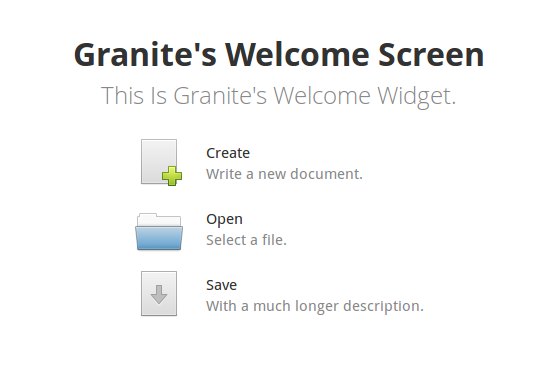 Granite's Welcome Screen
This Is Granite's Welcome Widget.
Create
Write a new document.
Open
Select a file.
Save
With a much longer description.